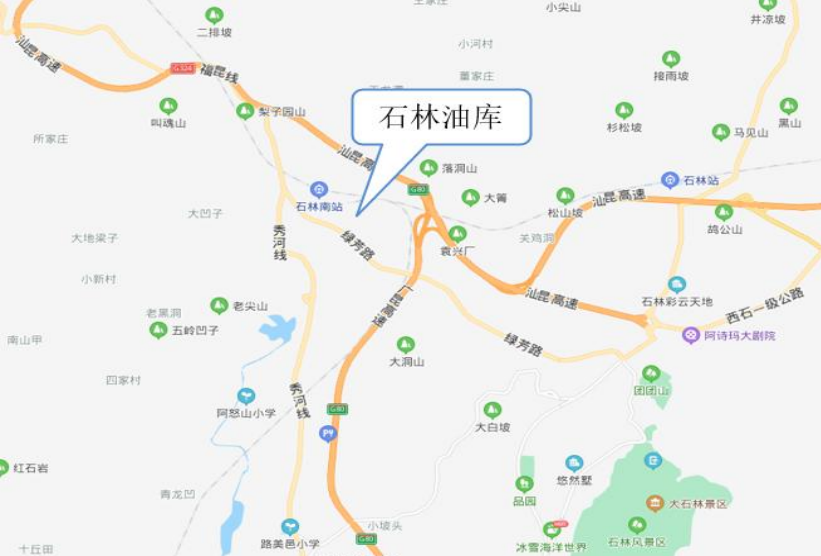 小尖山
井凉坡
二排坡
小河村
汕昆高速
G324
福昆线
董家庄
接雨坡
叫魂山
梨子园山
石林油库
杉松坡
马见山
黑山
所家庄
汕昆高
落洞山
G80
石林站
石林南站
大箐
松山坡
汕昆高速
大凹子
鸽公山
秀河线
绿芳路
袁兴厂
关鸡洞
大地梁子
小新村
广昆高速
汕昆高速
石林彩云天地
西石一级公路
老黑洞
老尖山
五岭凹子
南山甲
绿芳路
阿诗玛大剧院
大洞山
四家村
团团山
秀河线
阿怒山小学
G80
大白坡
红石岩
悠然墅
青龙凹
品园
大石林景区
小坡头
十丘田
路美邑小学
G80
冰雪海洋世界
石林风景区